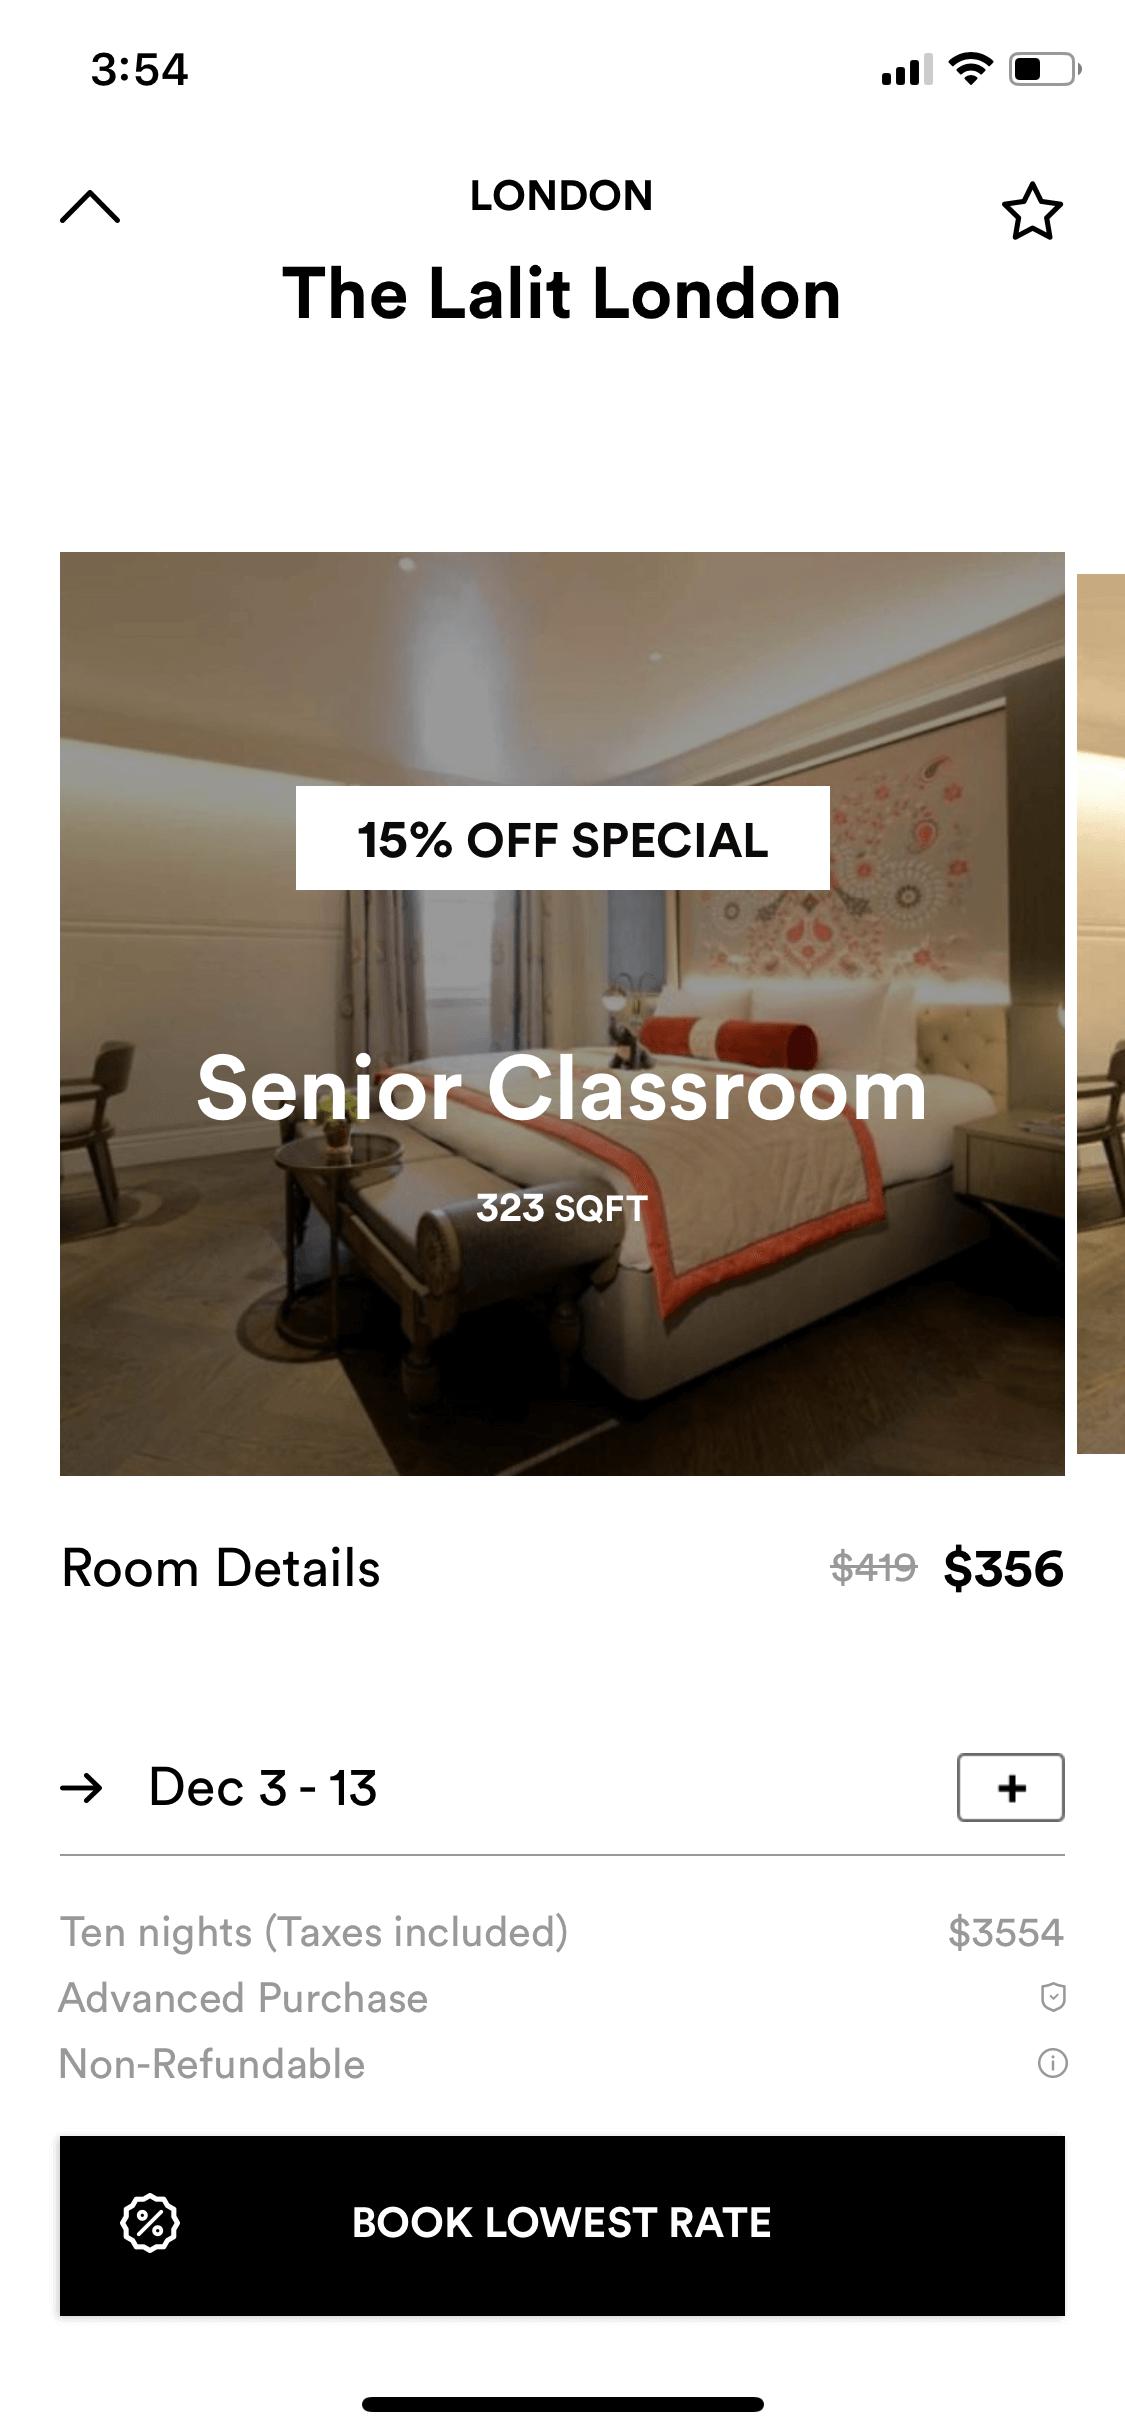 3:54
LONDON
The Lalit London
15% OFF SPECIAL
Senior Classroom
323 SQFT
Room Details $419 $356
→ Dec 3 - 13 +
Ten nights (Taxes included) $3554
Advanced Purchase
Non-Refundable
BOOK LOWEST RATE